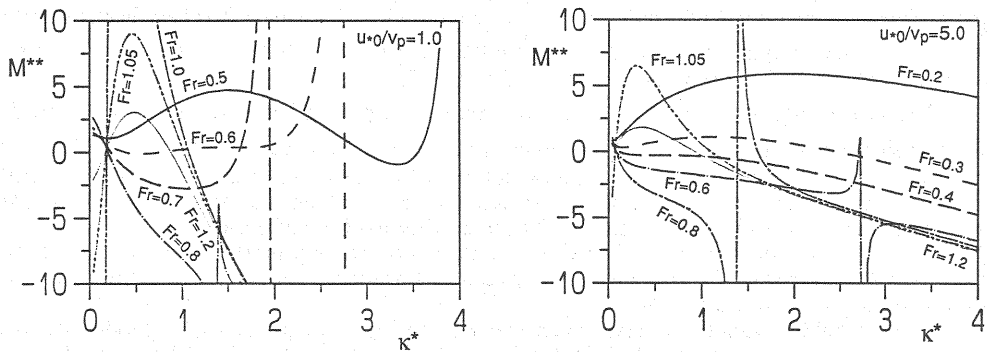 10
5
0
−5
−10
M**
0
1
2
3
4
κ*
u*0/vp=1.0
Fr=1.05
Fr=1.0
Fr=0.5
Fr=0.6
Fr=0.7
Fr=0.8
Fr=1.2
10
5
0
−5
−10
M**
0
1
2
3
4
κ*
u*0/vp=5.0
Fr=1.05
Fr=0.2
Fr=0.3
Fr=0.4
Fr=0.6
Fr=0.8
Fr=1.2